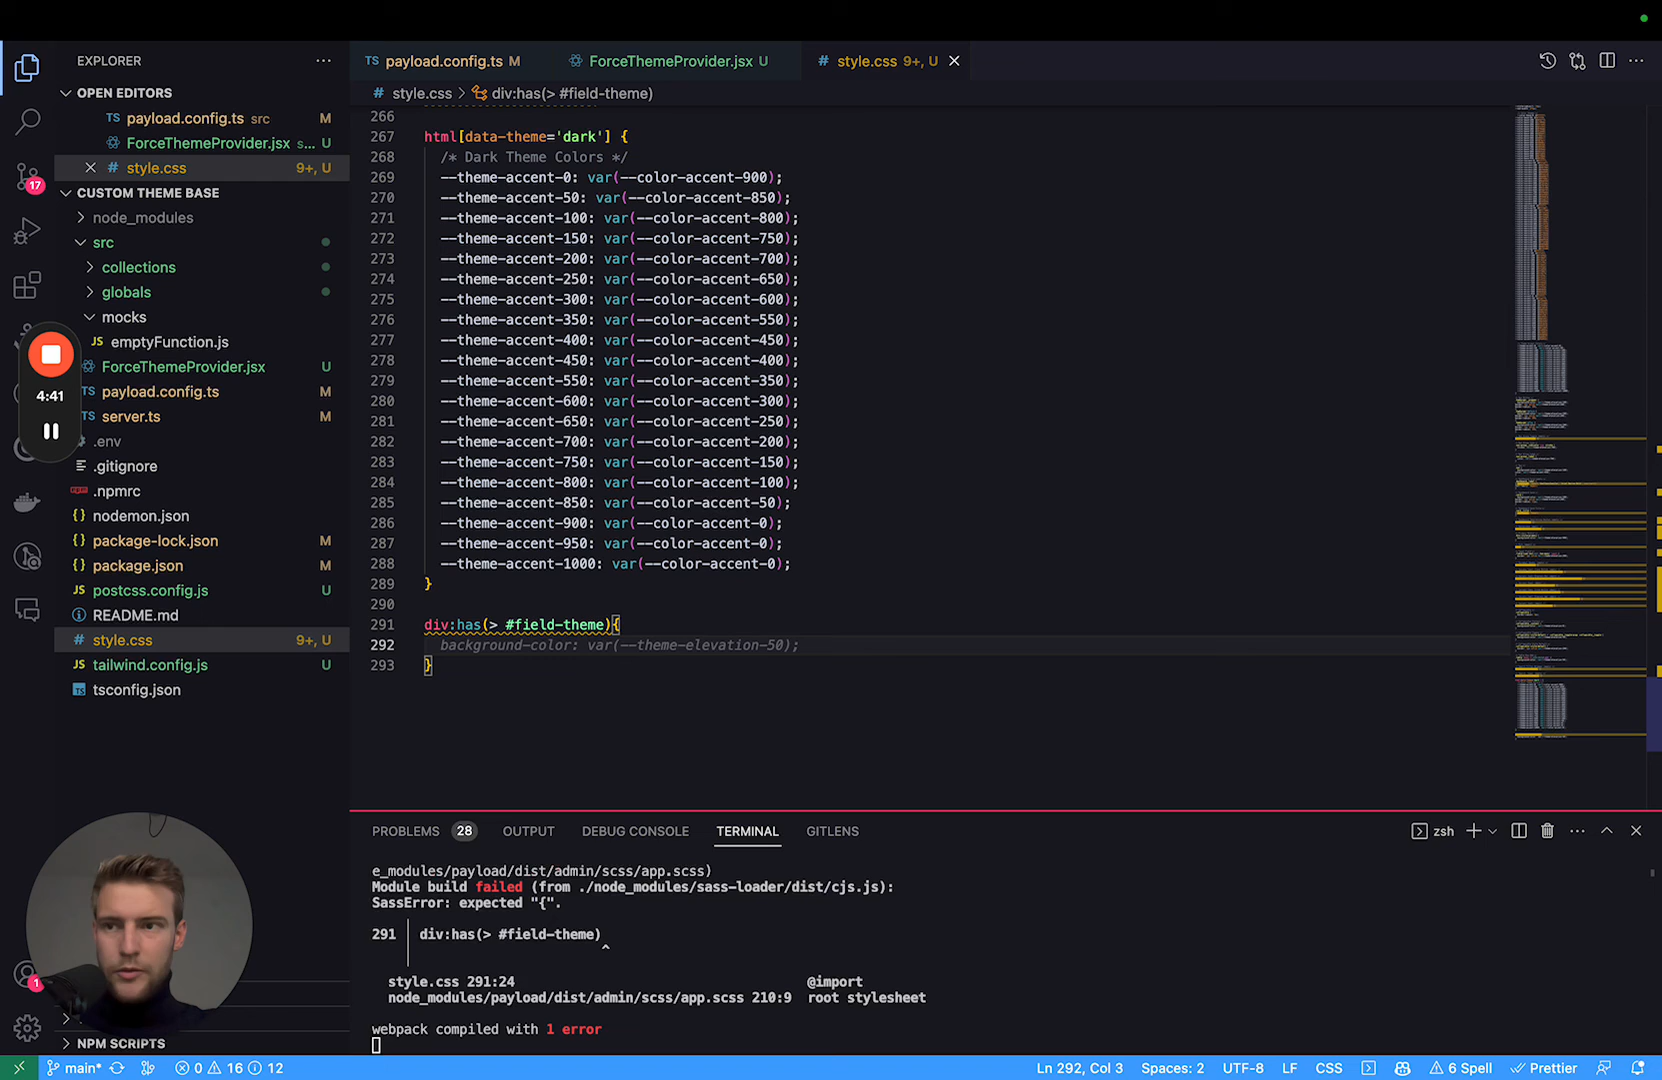 EXPLORER
OPEN EDITORS
payload.config.ts src M
ForceThemeProvider.jsx s... U
style.css 9+, U
CUSTOM THEME BASE
node_modules
src
collections
globals
mocks
JS emptyFunction.js
ForceThemeProvider.jsx U
TS payload.config.ts M
TS server.ts M
.env
.gitignore
.npmrc
{} nodemon.json
{} package-lock.json M
{} package.json M
JS postcss.config.js U
README.md
# style.css 9+, U
JS tailwind.config.js U
TS tsconfig.json
NPM SCRIPTS
17
4:41
1
TS payload.config.ts M
ForceThemeProvider.jsx U
# style.css 9+, U
# style.css > div:has(> #field-theme)
266
267 html[data-theme='dark'] {
268 /* Dark Theme Colors */
269 --theme-accent-0: var(--color-accent-900);
270 --theme-accent-50: var(--color-accent-850);
271 --theme-accent-100: var(--color-accent-800);
272 --theme-accent-150: var(--color-accent-750);
273 --theme-accent-200: var(--color-accent-700);
274 --theme-accent-250: var(--color-accent-650);
275 --theme-accent-300: var(--color-accent-600);
276 --theme-accent-350: var(--color-accent-550);
277 --theme-accent-400: var(--color-accent-450);
278 --theme-accent-450: var(--color-accent-400);
279 --theme-accent-550: var(--color-accent-350);
280 --theme-accent-600: var(--color-accent-300);
281 --theme-accent-650: var(--color-accent-250);
282 --theme-accent-700: var(--color-accent-200);
283 --theme-accent-750: var(--color-accent-150);
284 --theme-accent-800: var(--color-accent-100);
285 --theme-accent-850: var(--color-accent-50);
286 --theme-accent-900: var(--color-accent-0);
287 --theme-accent-950: var(--color-accent-0);
288 --theme-accent-1000: var(--color-accent-0);
289 }
290
291 div:has(> #field-theme){
292 background-color: var(--theme-elevation-50);
293 }
PROBLEMS 28 OUTPUT DEBUG CONSOLE TERMINAL GITLENS
zsh
e_modules/payload/dist/admin/scss/app.scss)
Module build failed (from ./node_modules/sass-loader/dist/cjs.js):
SassError: expected "{".
291 | div:has(> #field-theme)
^
style.css 291:24 @import
node_modules/payload/dist/admin/scss/app.scss 210:9 root stylesheet
webpack compiled with 1 error
main* 0 16 12 Ln 292, Col 3 Spaces: 2 UTF-8 LF CSS 6 Spell Prettier